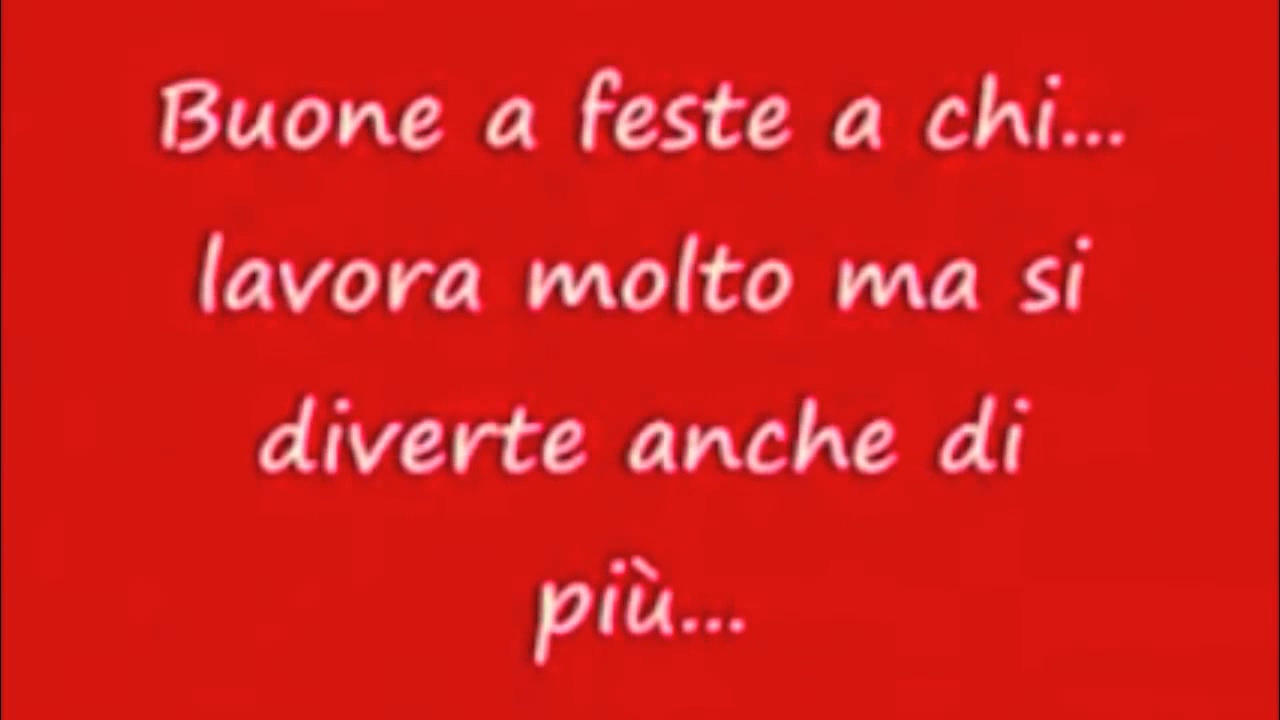 Buone a feste a chi...
lavora molto ma si
diverte anche di
più...